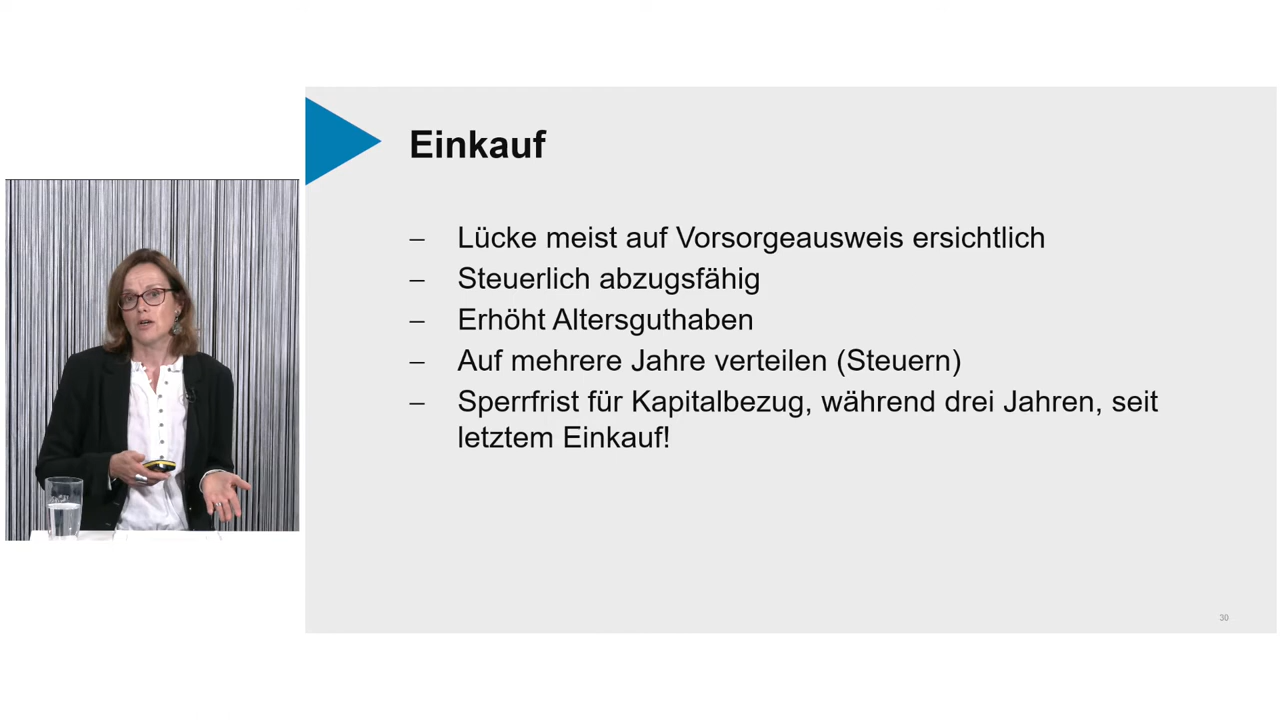 Einkauf
– Lücke meist auf Vorsorgeausweis ersichtlich
– Steuerlich abzugsfähig
– Erhöht Altersguthaben
– Auf mehrere Jahre verteilen (Steuern)
– Sperrfrist für Kapitalbezug, während drei Jahren, seit
letztem Einkauf!
30